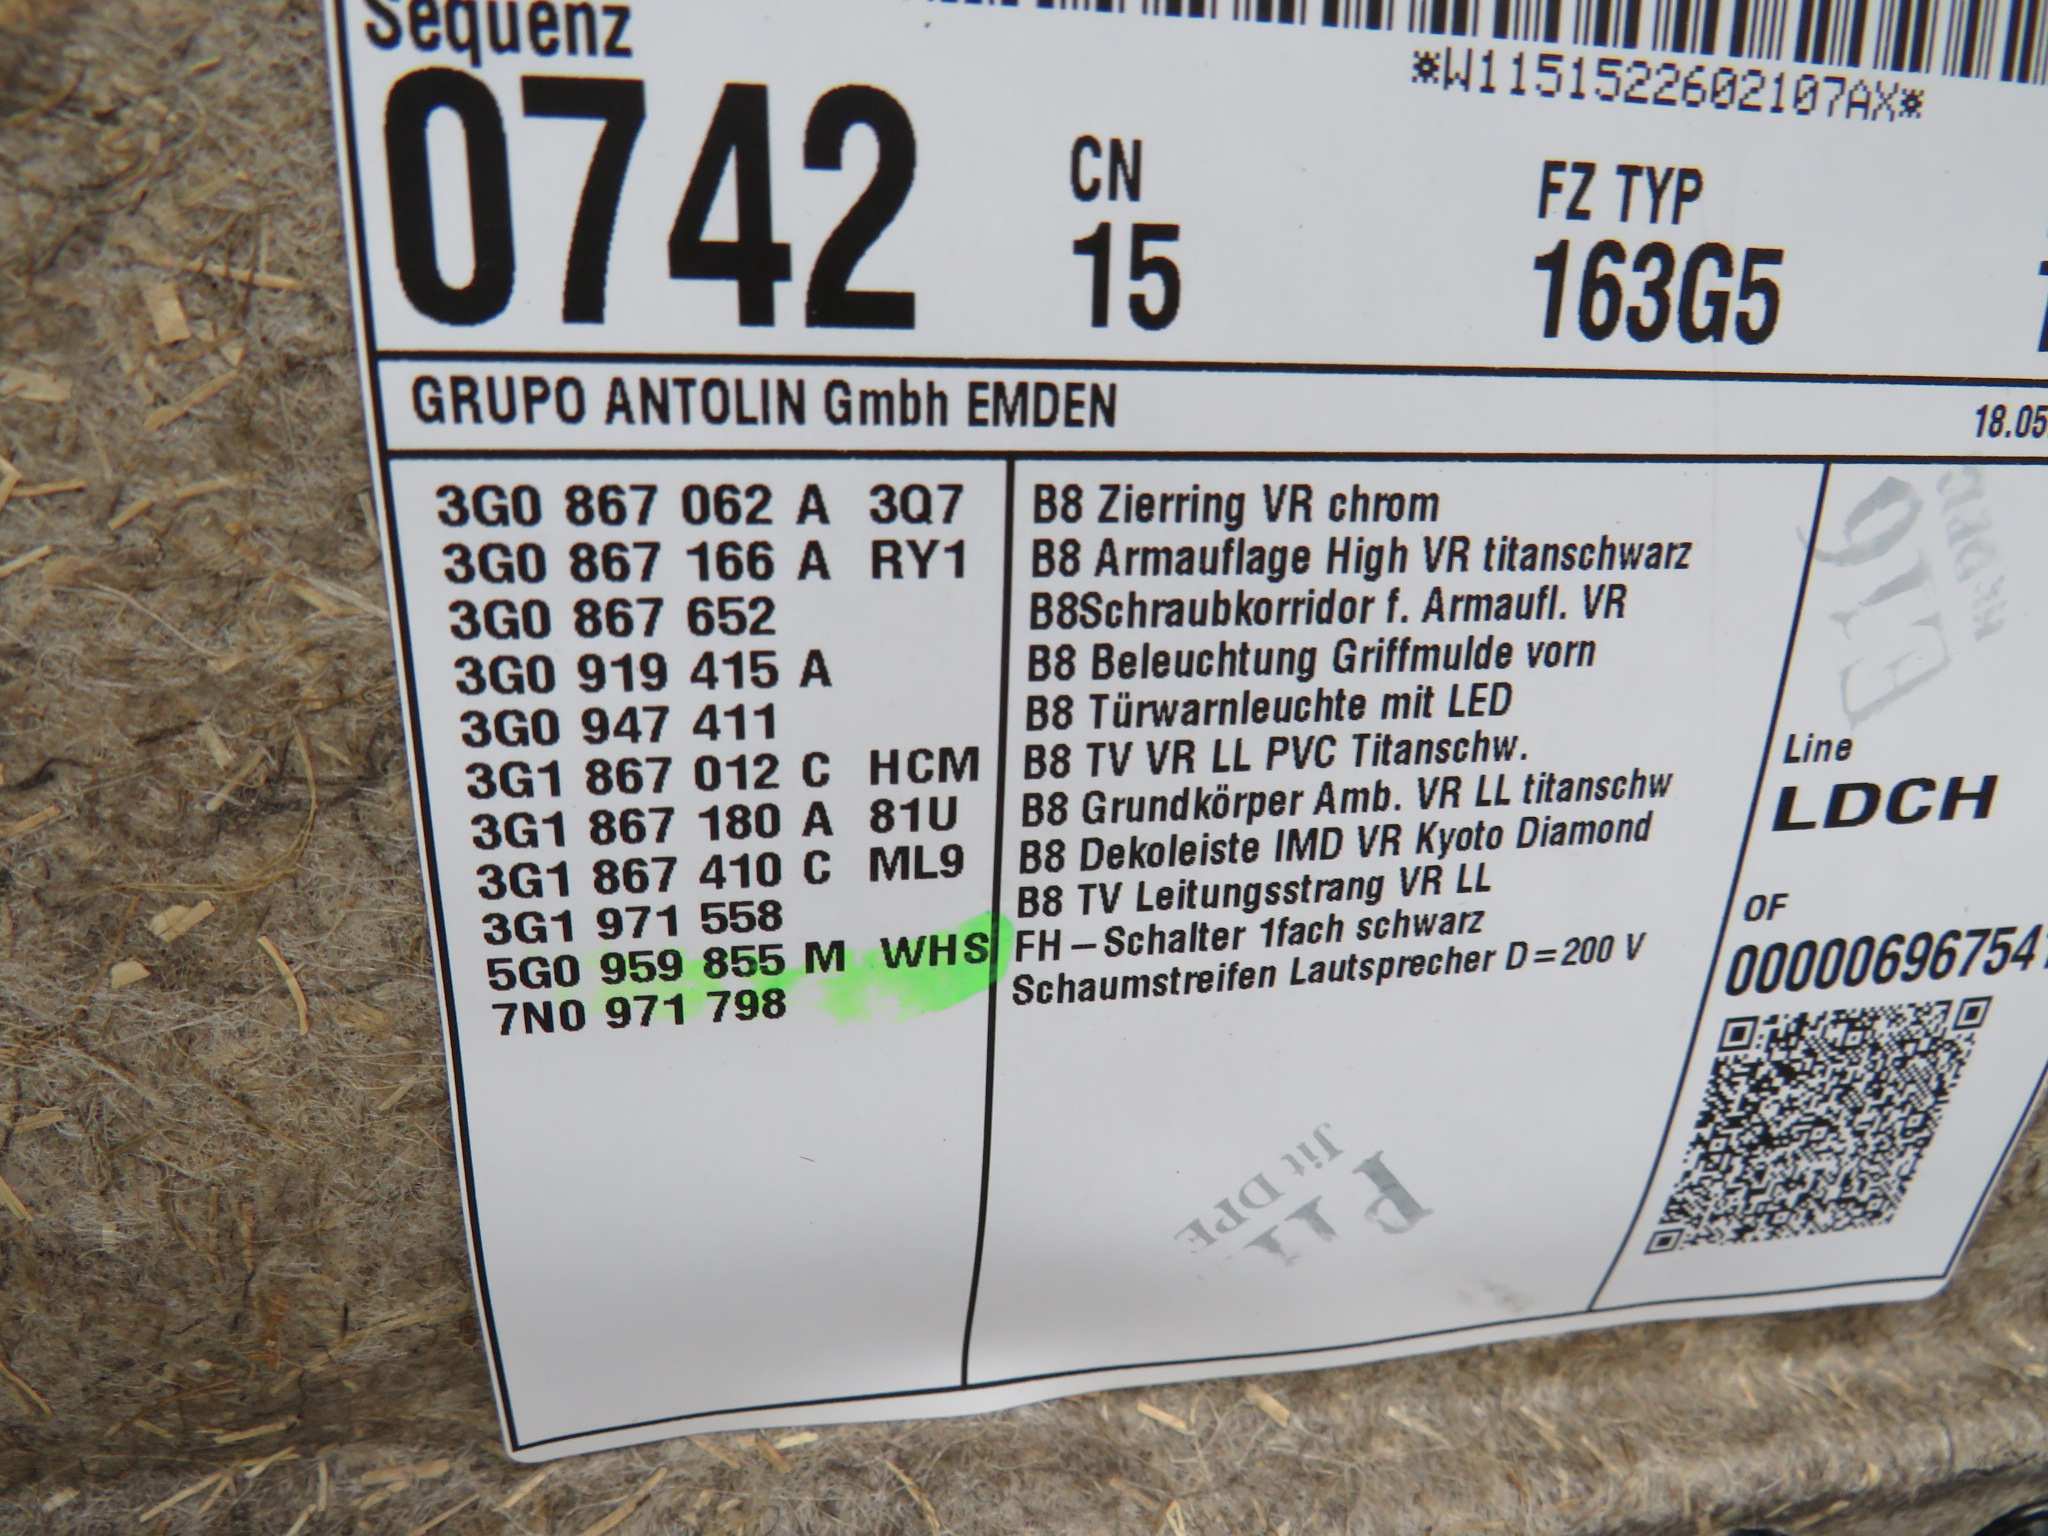 Sequenz
*W1151522602107AX*
0742
CN
15
FZ TYP
163G5
GRUPO ANTOLIN Gmbh EMDEN
18.05
3G0 867 062 A 3Q7 B8 Zierring VR chrom
3G0 867 166 A RY1 B8 Armauflage High VR titanschwarz
3G0 867 652 B8Schraubkorridor f. Armaufl. VR
3G0 919 415 A B8 Beleuchtung Griffmulde vorn
3G0 947 411 B8 Türwarnleuchte mit LED
3G1 867 012 C HCM B8 TV VR LL PVC Titanschw.
3G1 867 180 A 81U B8 Grundkörper Amb. VR LL titanschw
3G1 867 410 C ML9 B8 Dekoleiste IMD VR Kyoto Diamond
3G1 971 558 B8 TV Leitungsstrang VR LL
5G0 959 855 M WHS FH – Schalter 1fach schwarz
7N0 971 798 Schaumstreifen Lautsprecher D = 200 V
E119
Line
LDCH
OF
00000696754
Jit DPE